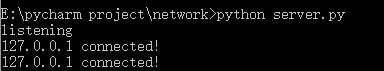 E:\pycharm project\network>python server.py
listening
127.0.0.1 connected!
127.0.0.1 connected!